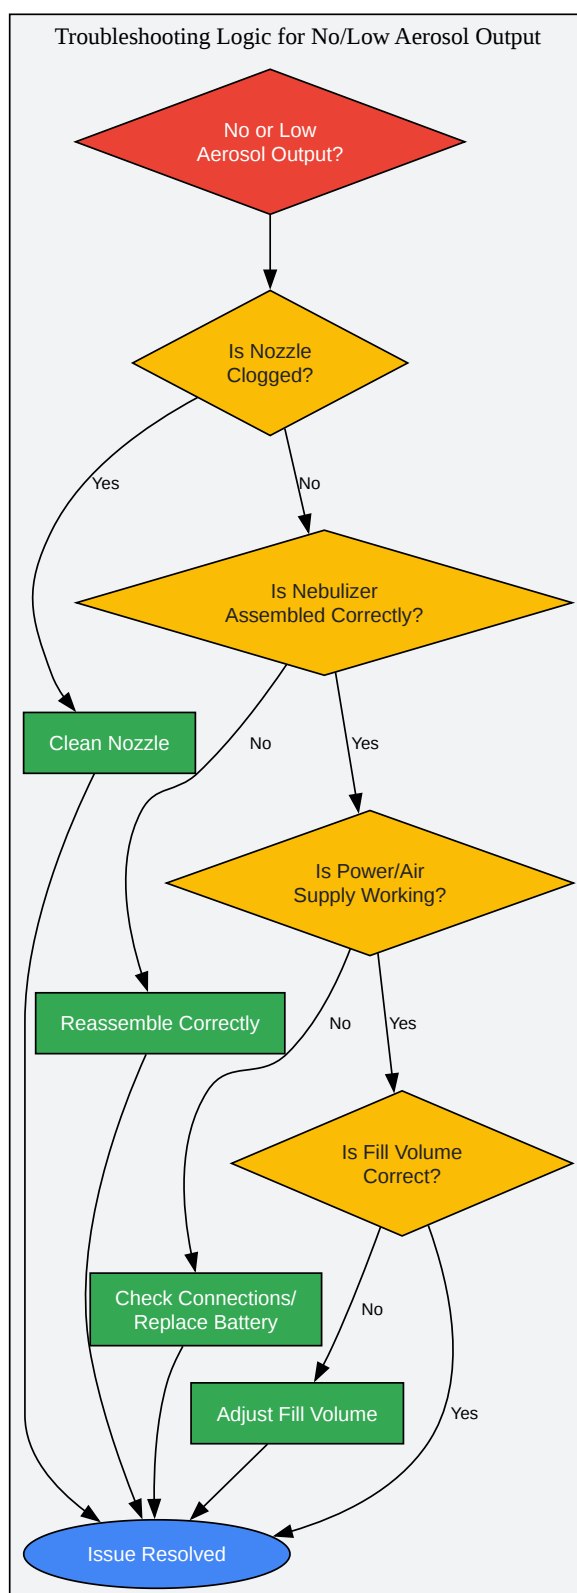 Troubleshooting Logic for No/Low Aerosol Output
No or Low
Aerosol Output?
Is Nozzle
Clogged?
Yes
No
Is Nebulizer
Assembled Correctly?
Clean Nozzle
No
Yes
Is Power/Air
Supply Working?
Reassemble Correctly
No
Yes
Is Fill Volume
Correct?
Check Connections/
Replace Battery
No
Adjust Fill Volume
Yes
Issue Resolved